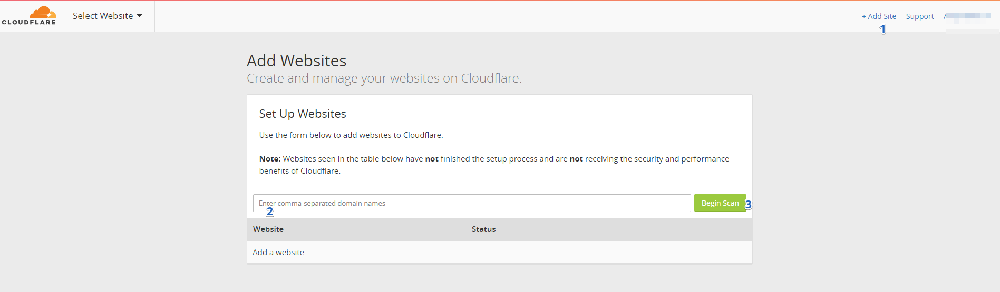 CLOUDFLARE
Select Website
+ Add Site
Support
1
Add Websites
Create and manage your websites on Cloudflare.
Set Up Websites
Use the form below to add websites to Cloudflare.
Note: Websites seen in the table below have not finished the setup process and are not receiving the security and performance
benefits of Cloudflare.
Enter comma-separated domain names
Begin Scan
2
3
Website
Status
Add a website